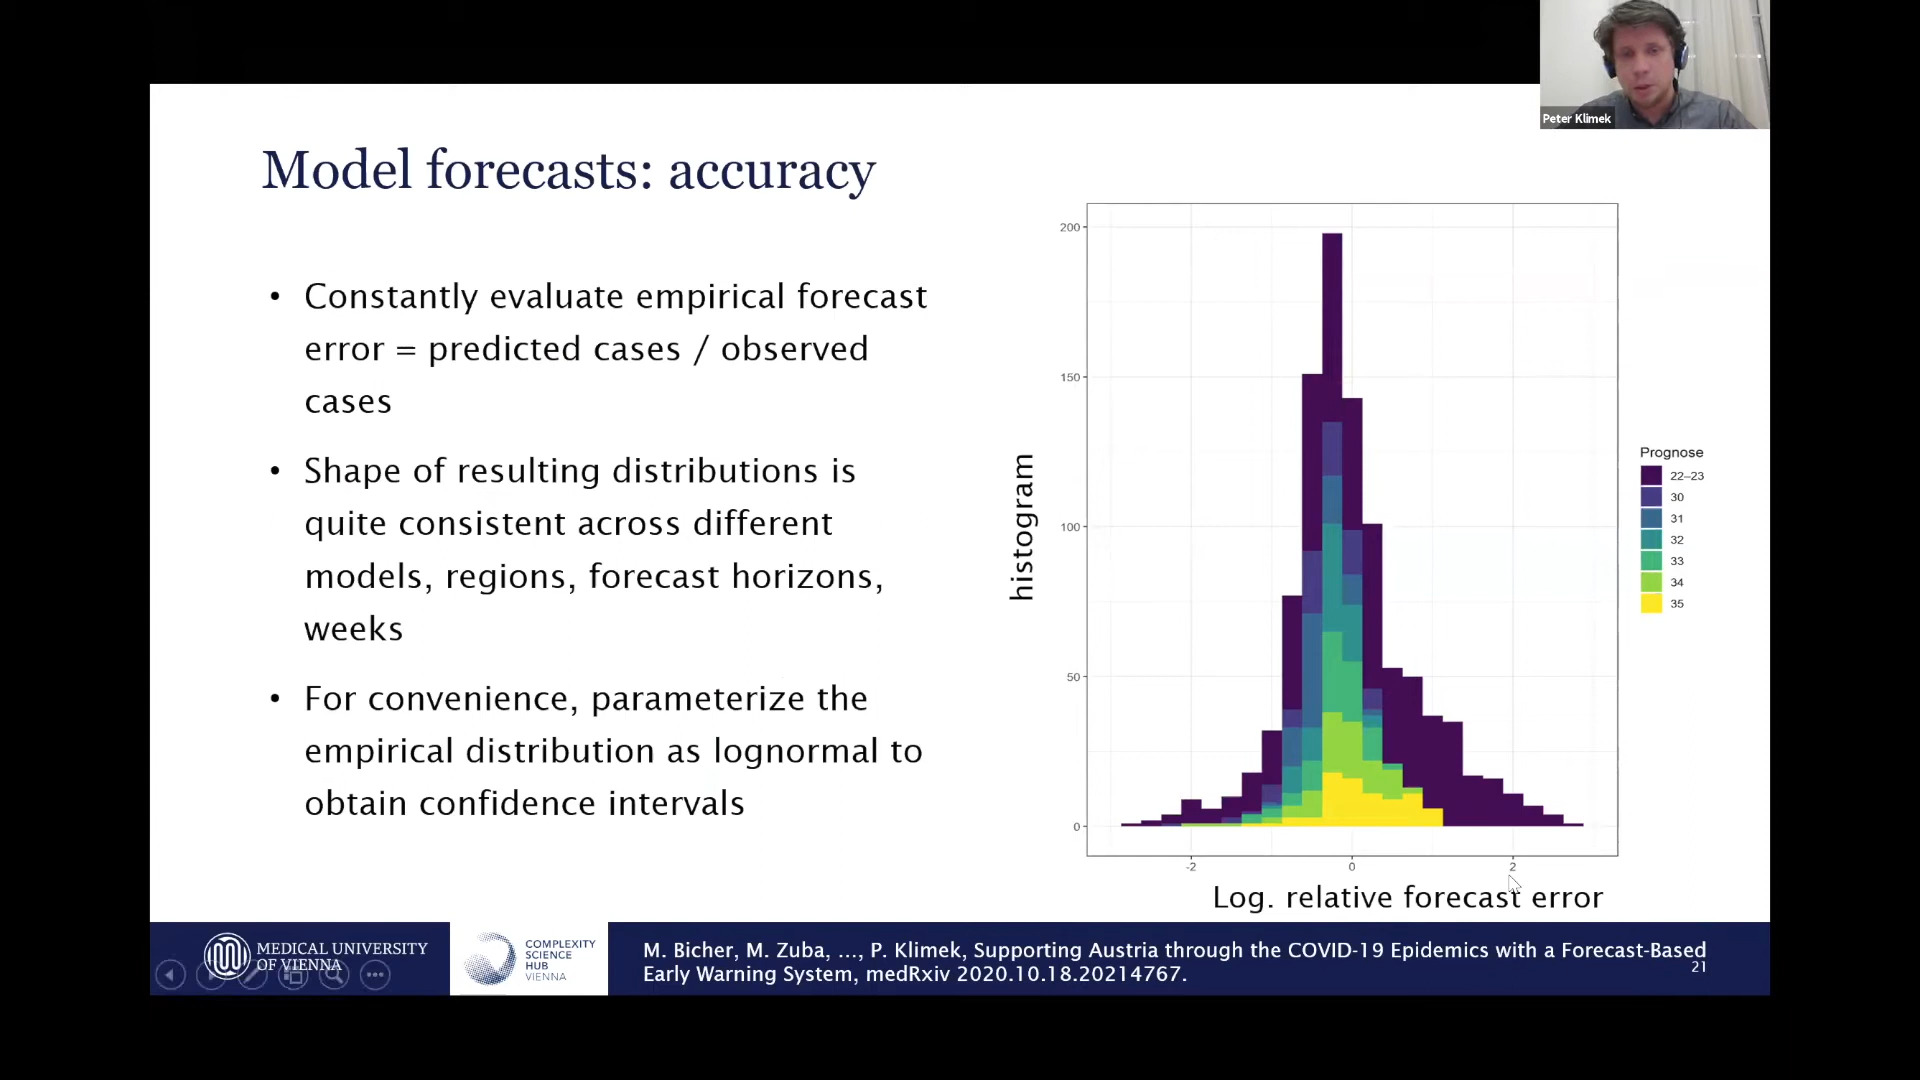 Peter Klimek
Model forecasts: accuracy
• Constantly evaluate empirical forecast
error = predicted cases / observed
cases
• Shape of resulting distributions is
quite consistent across different
models, regions, forecast horizons,
weeks
• For convenience, parameterize the
empirical distribution as lognormal to
obtain confidence intervals
histogram
200
150
100
50
0
-2
0
2
Log. relative forecast error
Prognose
22–23
30
31
32
33
34
35
MEDICAL UNIVERSITY
OF VIENNA
COMPLEXITY
SCIENCE
HUB
VIENNA
M. Bicher, M. Zuba, ..., P. Klimek, Supporting Austria through the COVID-19 Epidemics with a Forecast-Based
Early Warning System, medRxiv 2020.10.18.20214767.
21